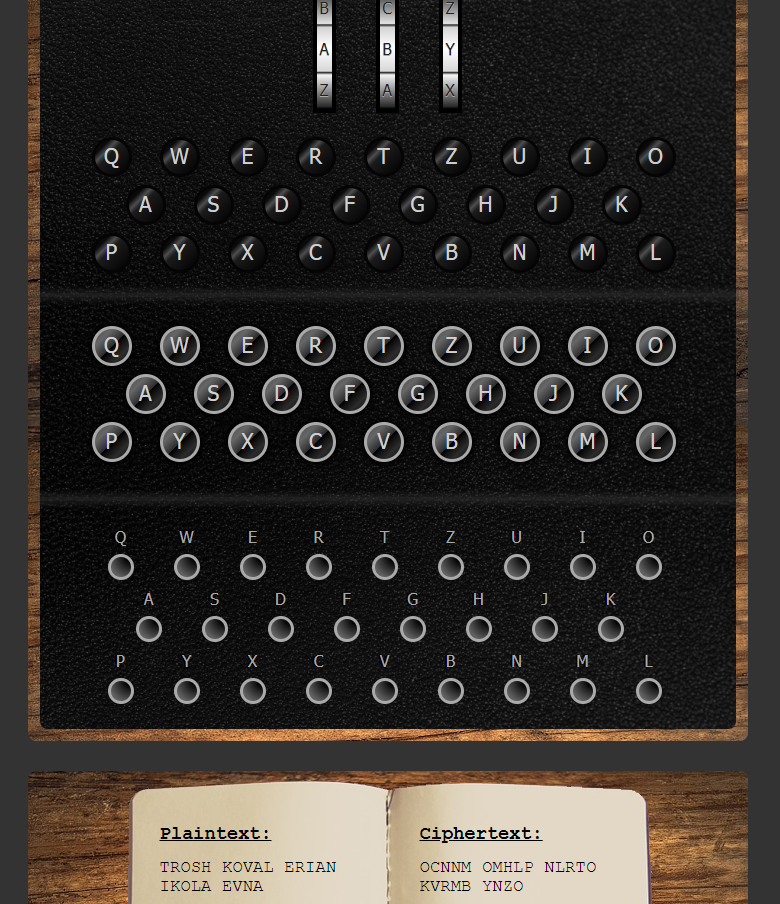 B C Z
A B Y
Z A X
Q W E R T Z U I O
A S D F G H J K
P Y X C V B N M L
Q W E R T Z U I O
A S D F G H J K
P Y X C V B N M L
Q W E R T Z U I O
A S D F G H J K
P Y X C V B N M L
Plaintext:
TROSH KOVAL ERIAN
IKOLA EVNA
Ciphertext:
OCNNM OMHLP NLRTO
KVRMB YNZO